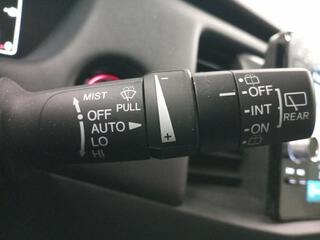 MIST
PULL
OFF
AUTO
LO
HI
- +
OFF
INT
ON
REAR